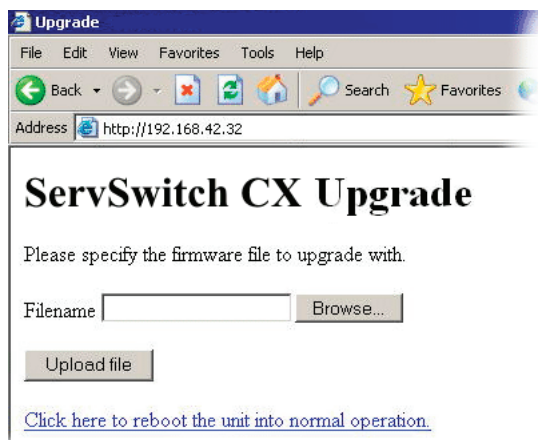 Upgrade
File Edit View Favorites Tools Help
Back Search Favorites
Address http://192.168.42.32
ServSwitch CX Upgrade
Please specify the firmware file to upgrade with.
Filename Browse...
Upload file
Click here to reboot the unit into normal operation.